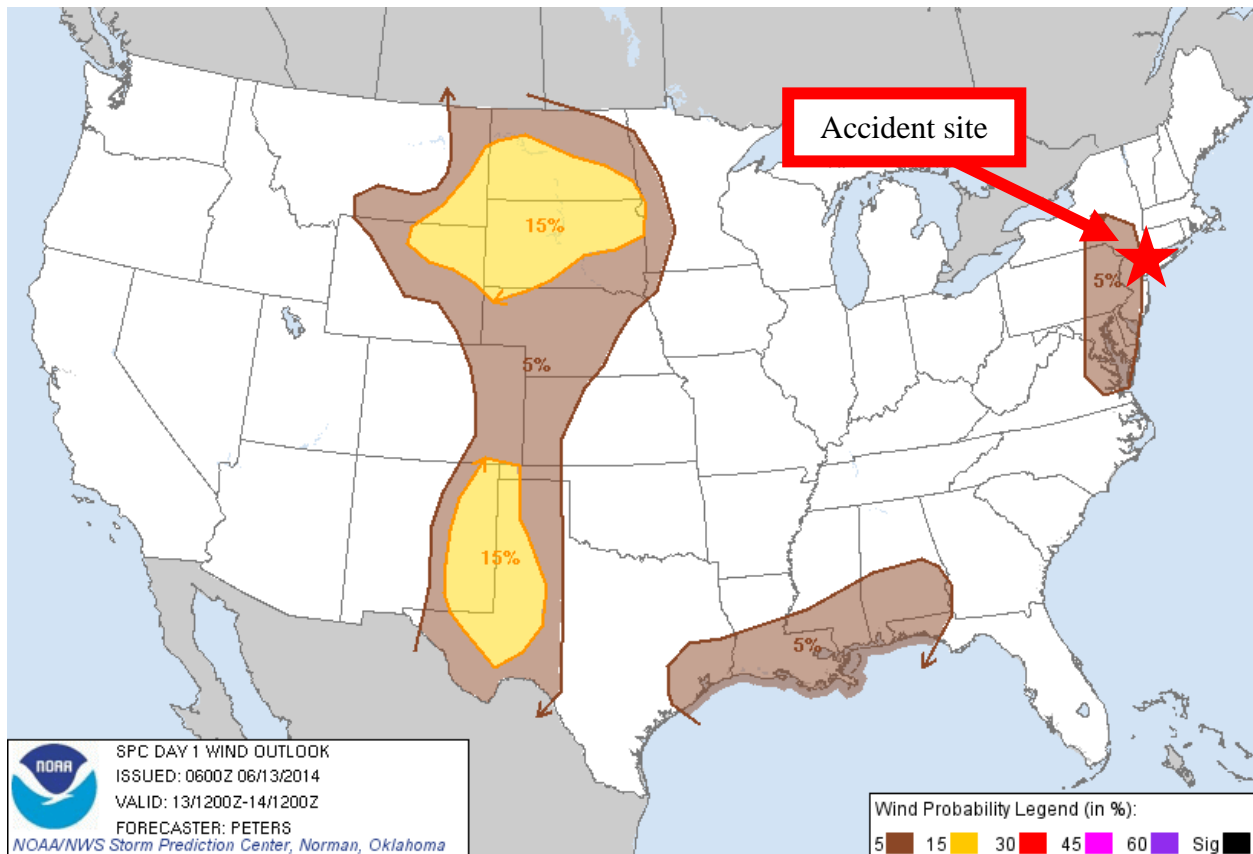 Accident site
15%
5%
5%
15%
5%
NOAA
SPC DAY 1 WIND OUTLOOK
ISSUED: 0600Z 06/13/2014
VALID: 13/1200Z-14/1200Z
FORECASTER: PETERS
NOAA/NWS Storm Prediction Center, Norman, Oklahoma
Wind Probability Legend (in %):
5 15 30 45 60 Sig